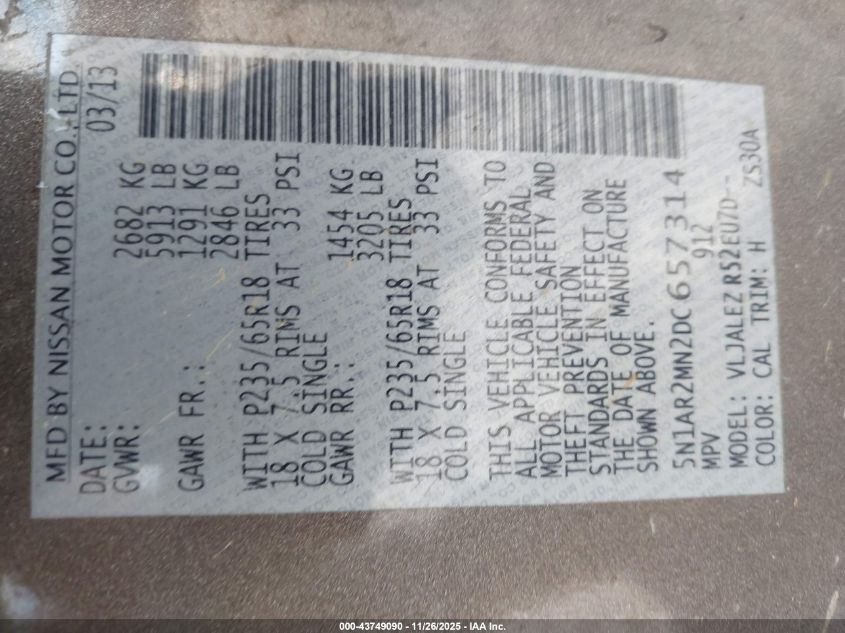 MFD BY NISSAN MOTOR CO., LTD
DATE: 03/13
GVWR: 2682 KG
5913 LB
GAWR FR.: 1291 KG
2846 LB
WITH P235/65R18 TIRES
18 X 7.5 RIMS AT 33 PSI
COLD SINGLE
GAWR RR.: 1454 KG
3205 LB
WITH P235/65R18 TIRES
18 X 7.5 RIMS AT 33 PSI
COLD SINGLE
THIS VEHICLE CONFORMS TO
ALL APPLICABLE FEDERAL
MOTOR VEHICLE SAFETY AND
THEFT PREVENTION
STANDARDS IN EFFECT ON
THE DATE OF MANUFACTURE
SHOWN ABOVE.
5N1AR2MN2DC657314
MPV 912
MODEL: VLJALEZ R52EU7D--
COLOR: CAL TRIM: H ZS30A
000-43749090 - 11/26/2025 - IAA Inc.